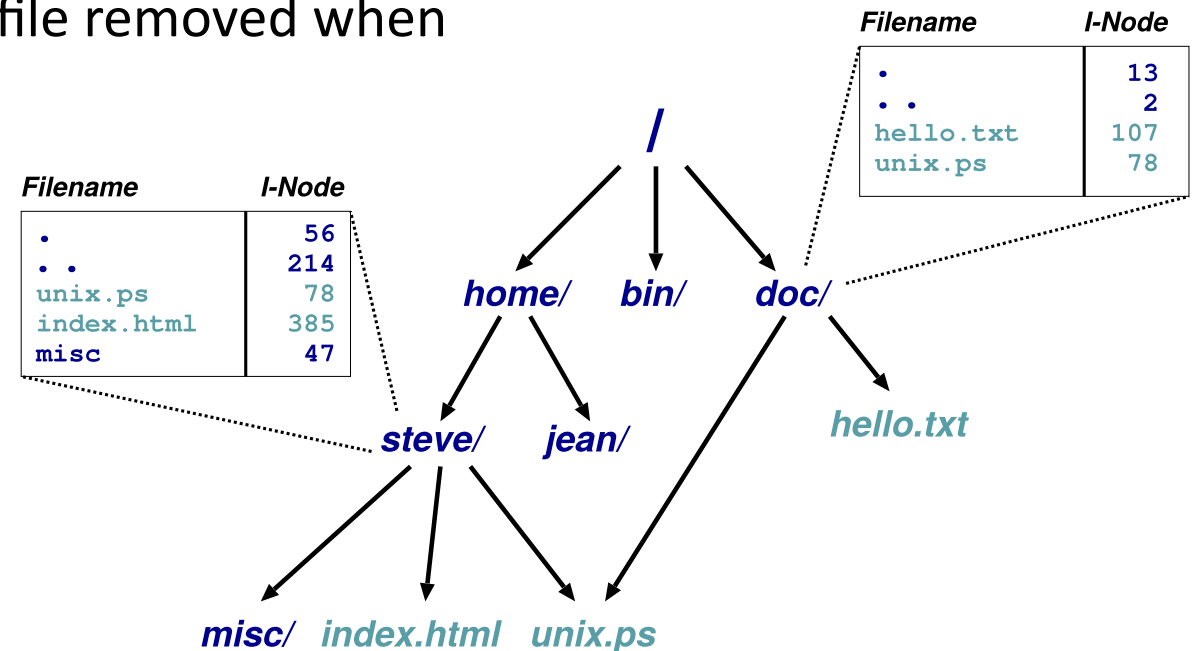 file removed when
Filename I-Node
. 13
.. 2
hello.txt 107
unix.ps 78
/
Filename I-Node
. 56
.. 214
unix.ps 78
index.html 385
misc 47
home/ bin/ doc/
steve/ jean/ hello.txt
misc/ index.html unix.ps